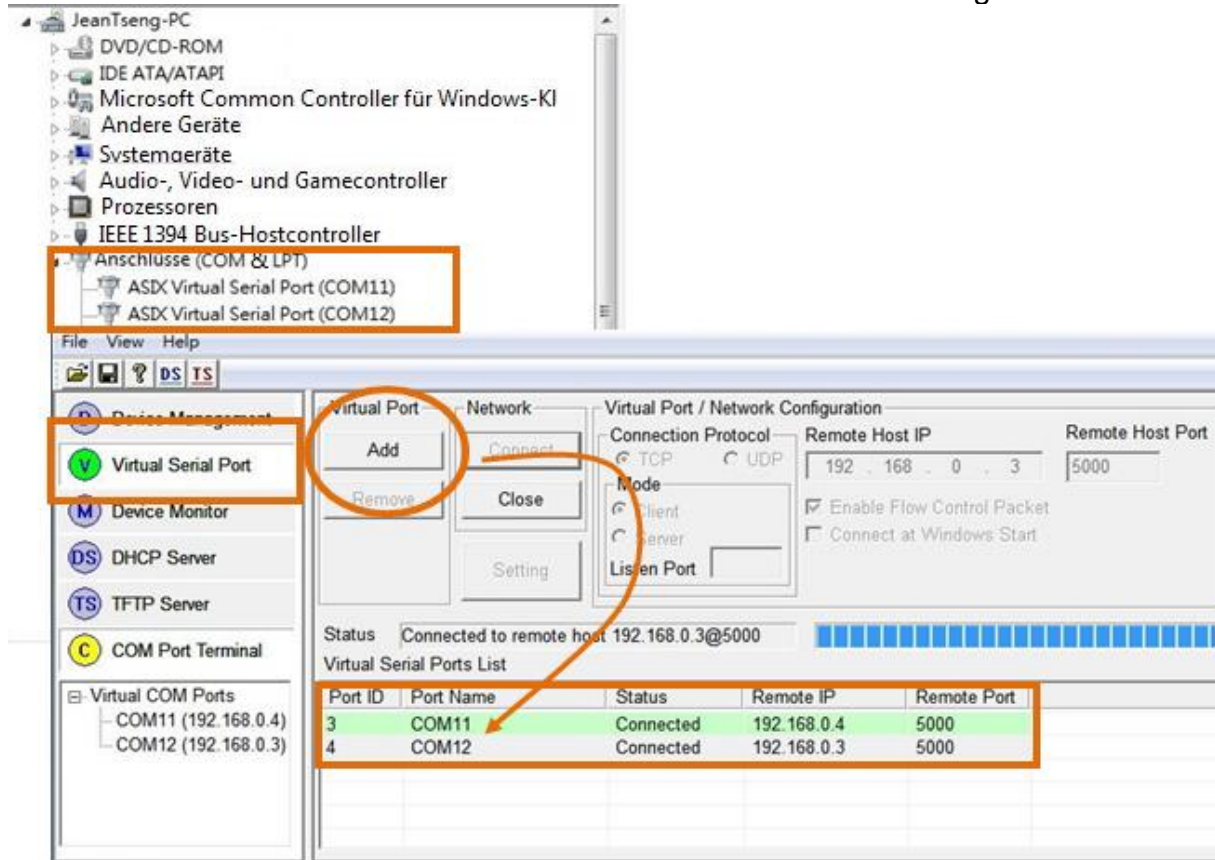 JeanTseng-PC
DVD/CD-ROM
IDE ATA/ATAPI
Microsoft Common Controller für Windows-Kl
Andere Geräte
Systemgeräte
Audio-, Video- und Gamecontroller
Prozessoren
IEEE 1394 Bus-Hostcontroller
Anschlüsse (COM & LPT)
ASIX Virtual Serial Port (COM11)
ASIX Virtual Serial Port (COM12)
File View Help
DS TS
D Device Management
V Virtual Serial Port
M Device Monitor
DS DHCP Server
TS TFTP Server
C COM Port Terminal
Virtual COM Ports
COM11 (192.168.0.4)
COM12 (192.168.0.3)
Virtual Port
Add
Remove
Network
Connect
Close
Setting
Virtual Port / Network Configuration
Connection Protocol
TCP UDP
Mode
Client
Server
Listen Port
Remote Host IP
192 . 168 . 0 . 3
Remote Host Port
5000
Enable Flow Control Packet
Connect at Windows Start
Status Connected to remote host 192.168.0.3@5000
Virtual Serial Ports List
Port ID Port Name Status Remote IP Remote Port
3 COM11 Connected 192.168.0.4 5000
4 COM12 Connected 192.168.0.3 5000